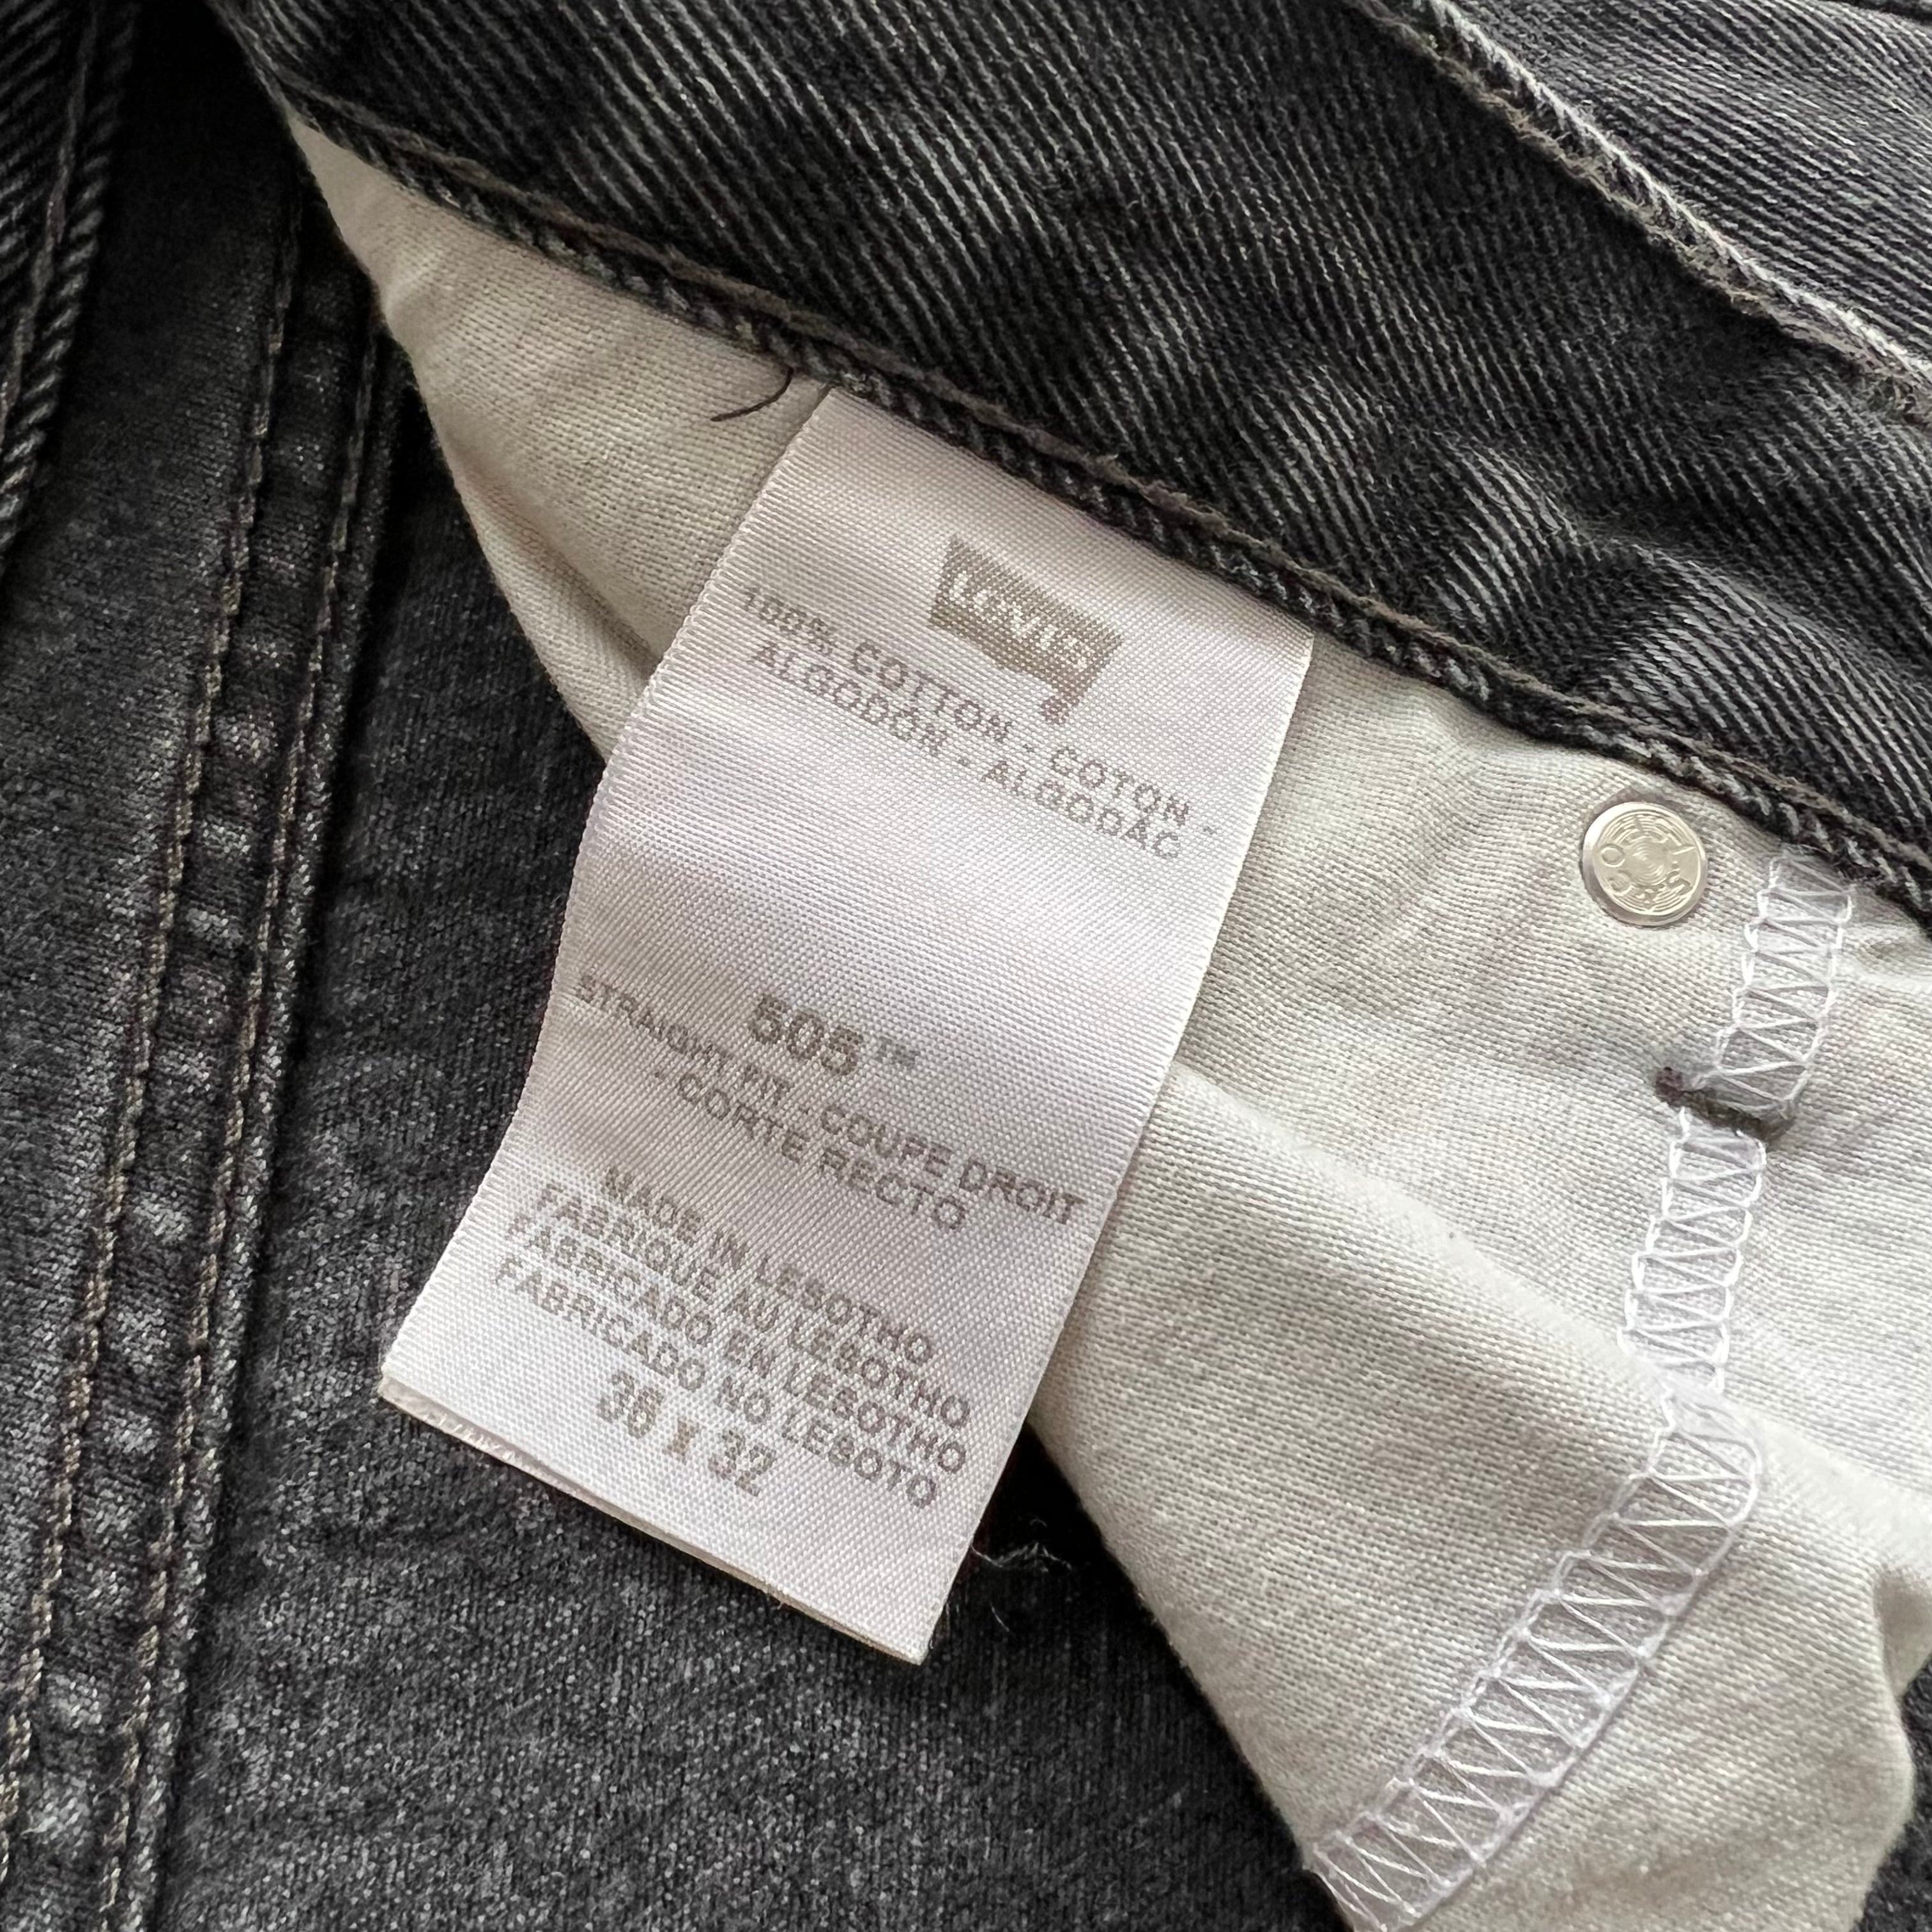 LEVI'S
100% COTTON - COTON -
ALGODÓN - ALGODÃO
505™
STRAIGHT FIT - COUPE DROIT
- CORTE RECTO
MADE IN LESOTHO
FABRIQUE AU LESOTHO
FABRICADO EN LESOTHO
FABRICADO NO LESOTO
36 X 32